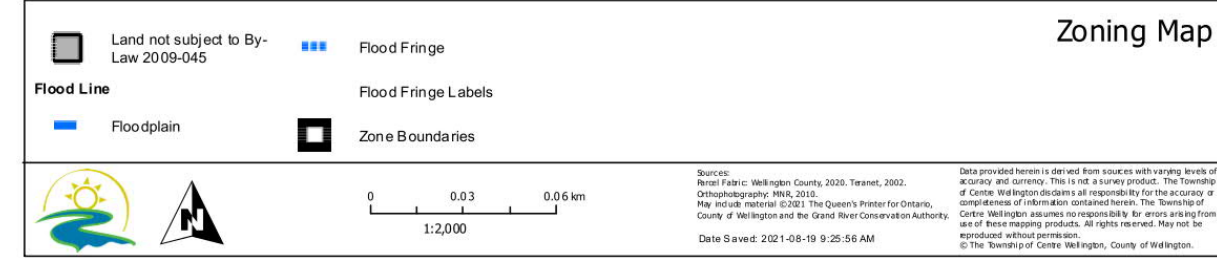 Zoning Map
Land not subject to By-
Law 2009-045
Flood Line
Floodplain
Flood Fringe
Flood Fringe Labels
Zone Boundaries
N
0 0.03 0.06 km
1:2,000
Sources:
Parcel Fabric: Wellington County, 2020. Teranet, 2002.
Orthophotography: MNR, 2010.
May include material ©2021 The Queen's Printer for Ontario,
County of Wellington and the Grand River Conservation Authority.
Date Saved: 2021-08-19 9:25:56 AM
Data provided herein is derived from sources with varying levels of
accuracy and currency. This is not a survey product. The Township
of Centre Wellington disclaims all responsibility for the accuracy or
completeness of information contained herein. The Township of
Centre Wellington assumes no responsibility for errors arising from
use of these mapping products. All rights reserved. May not be
reproduced without permission.
© The Township of Centre Wellington, County of Wellington.